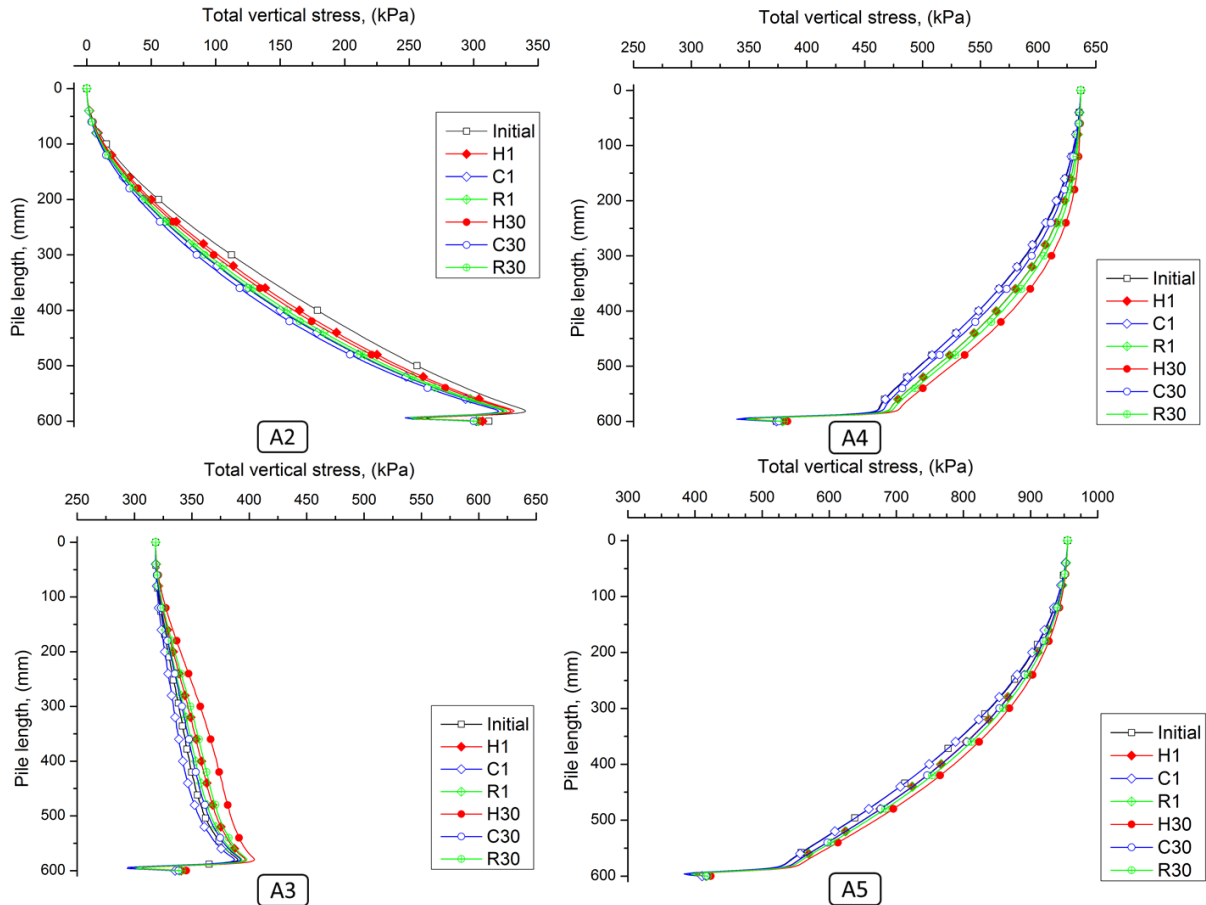 Total vertical stress, (kPa)
0 50 100 150 200 250 300 350
Pile length, (mm)
0
100
200
300
400
500
600
Initial
H1
C1
R1
H30
C30
R30
A2
Total vertical stress, (kPa)
250 300 350 400 450 500 550 600 650
Pile length, (mm)
0
100
200
300
400
500
600
Initial
H1
C1
R1
H30
C30
R30
A4
Total vertical stress, (kPa)
250 300 350 400 450 500 550 600 650
Pile length, (mm)
0
100
200
300
400
500
600
Initial
H1
C1
R1
H30
C30
R30
A3
Total vertical stress, (kPa)
300 400 500 600 700 800 900 1000
Pile length, (mm)
0
100
200
300
400
500
600
Initial
H1
C1
R1
H30
C30
R30
A5